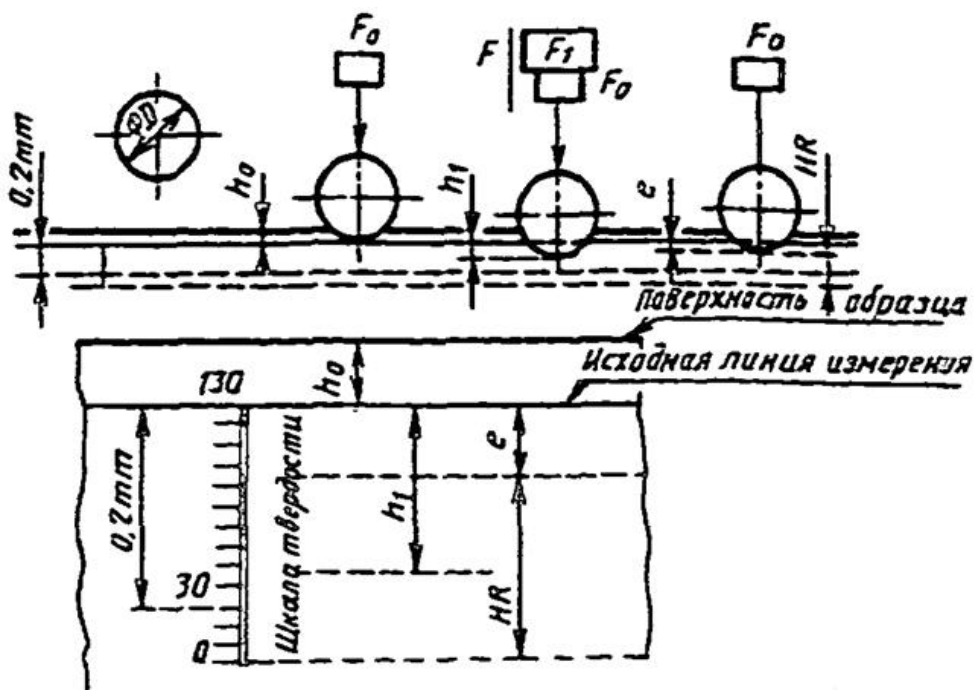 F₀
F
F₁
F₀
F₀
ΦD
0,2mm
h₀
h₁
e
HR
поверхность образца
Исходная линия измерения
130
h₀
0,2mm
Шкала твердости
h₁
e
HR
30
0